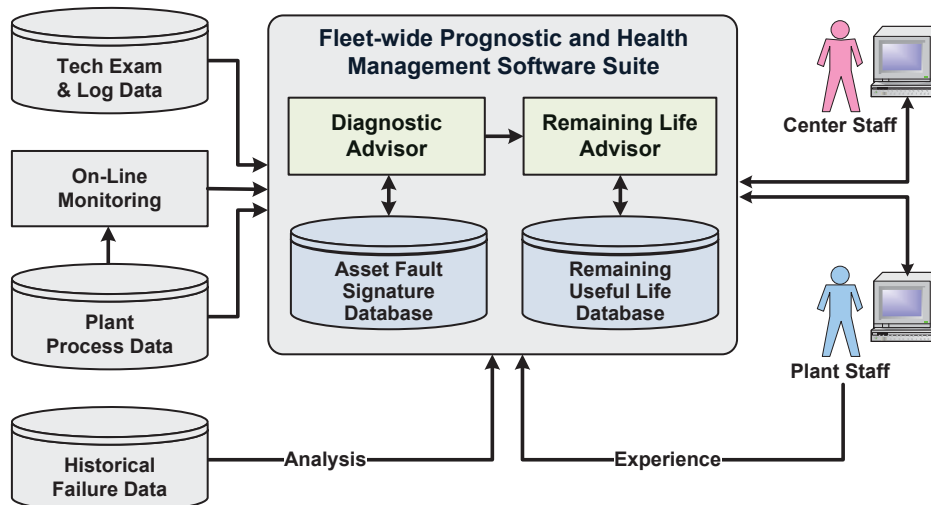 Fleet-wide Prognostic and Health
Management Software Suite
Tech Exam
& Log Data
Diagnostic
Advisor
Remaining Life
Advisor
Center Staff
On-Line
Monitoring
Asset Fault
Signature
Database
Remaining
Useful Life
Database
Plant
Process Data
Plant Staff
Historical
Failure Data
Analysis
Experience